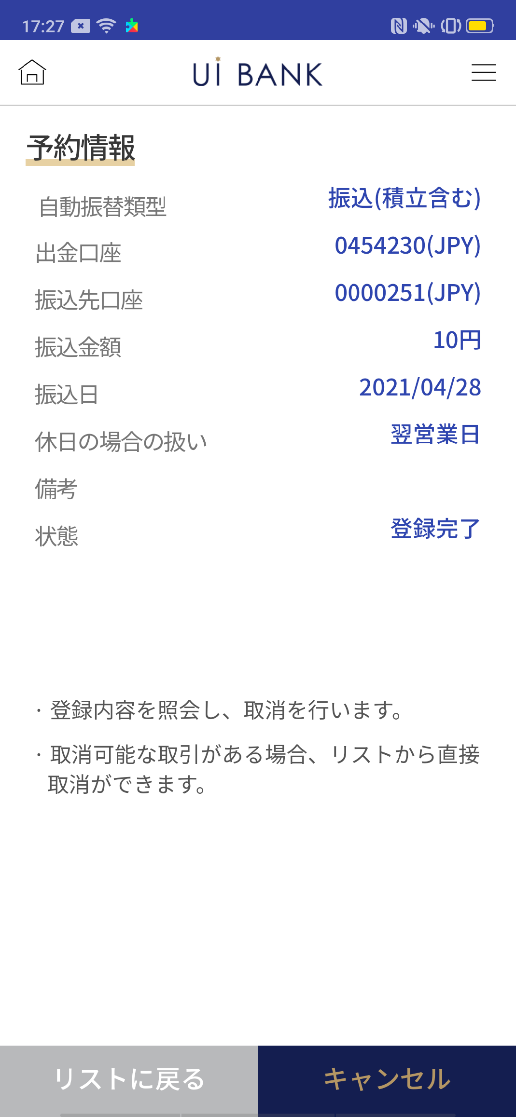 17:27
UI BANK
予約情報
自動振替類型 振込(積立含む)
出金口座 0454230(JPY)
振込先口座 0000251(JPY)
振込金額 10円
振込日 2021/04/28
休日の場合の扱い 翌営業日
備考
状態 登録完了
· 登録内容を照会し、取消を行います。
· 取消可能な取引がある場合、リストから直接
取消ができます。
リストに戻る キャンセル